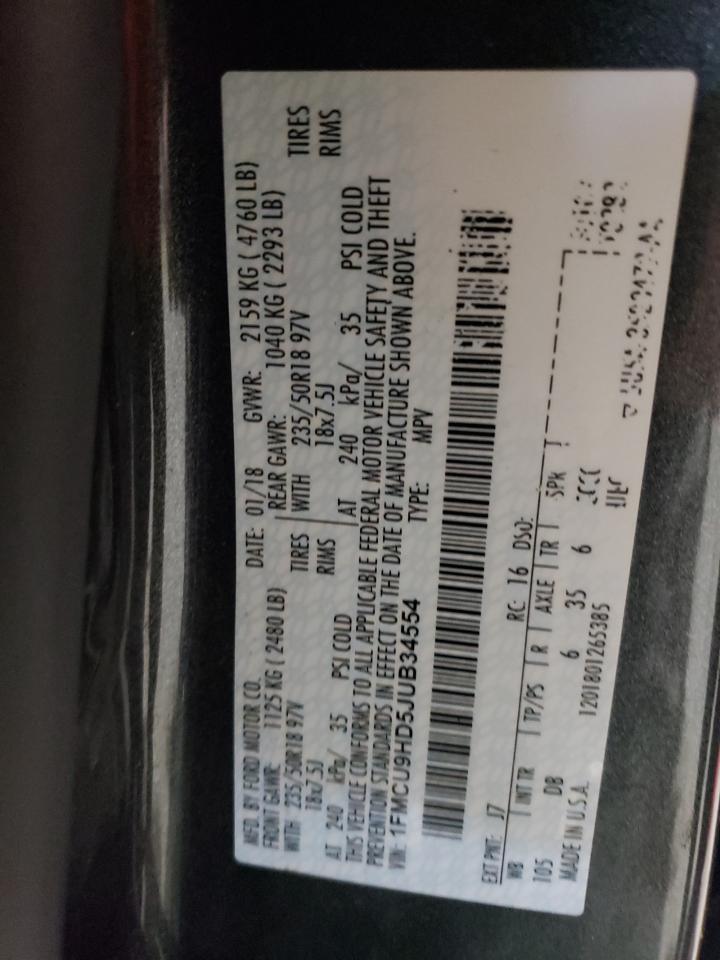 MFD. BY FORD MOTOR CO.
DATE: 01/18 GVWR: 2159 KG ( 4760 LB)
FRONT GAWR: 1125 KG ( 2480 LB) REAR GAWR: 1040 KG ( 2293 LB)
WITH 235/50R18 97V TIRES WITH 235/50R18 97V TIRES
18x7.5J RIMS 18x7.5J RIMS
AT 240 kPa/ 35 PSI COLD AT 240 kPa/ 35 PSI COLD
THIS VEHICLE CONFORMS TO ALL APPLICABLE FEDERAL MOTOR VEHICLE SAFETY AND THEFT
PREVENTION STANDARDS IN EFFECT ON THE DATE OF MANUFACTURE SHOWN ABOVE.
VIN: 1FMCU9HD5JUB34554 TYPE: MPV
EXT PNT: J7 RC: 16 DSO:
WB INT TR TP/PS R AXLE TR SPR
105 DB 6 35 6
MADE IN U.S.A. 1201801265385